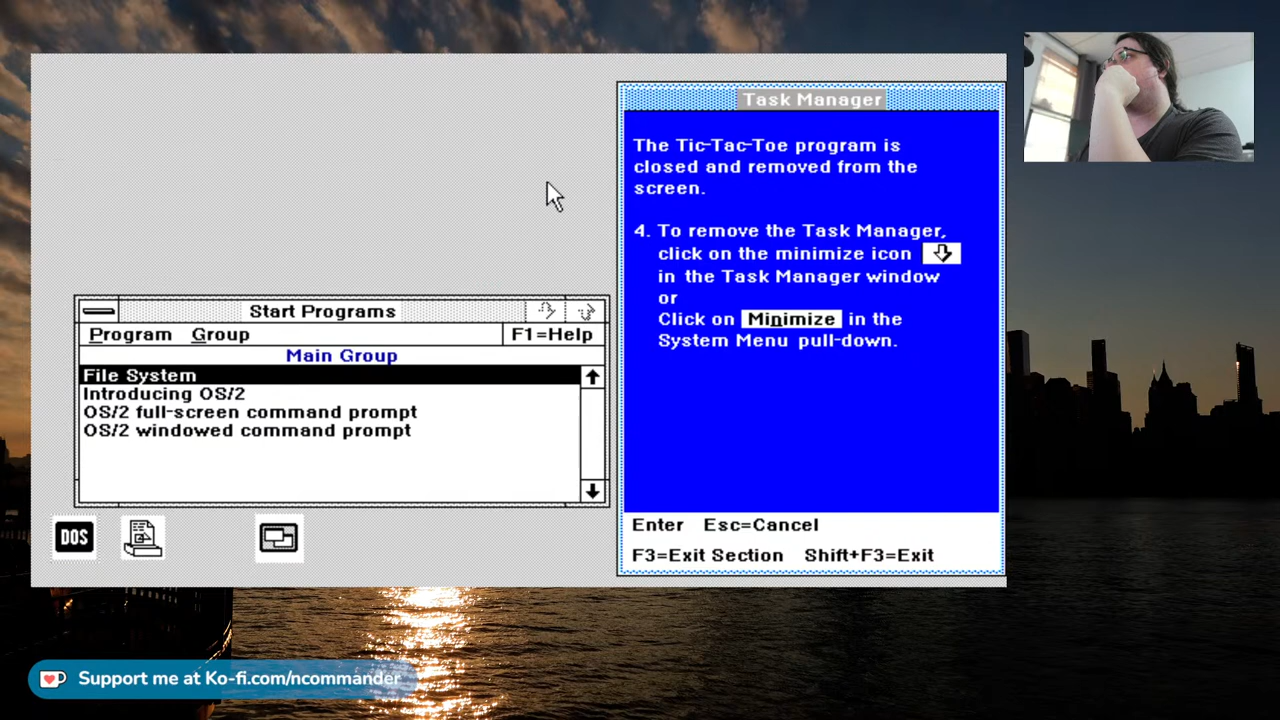 Task Manager
The Tic-Tac-Toe program is
closed and removed from the
screen.
4. To remove the Task Manager,
click on the minimize icon
in the Task Manager window
or
Click on Minimize in the
System Menu pull-down.
Enter Esc=Cancel
F3=Exit Section Shift+F3=Exit
Start Programs
Program Group F1=Help
Main Group
File System
Introducing OS/2
OS/2 full-screen command prompt
OS/2 windowed command prompt
DOS
Support me at Ko-fi.com/ncommander